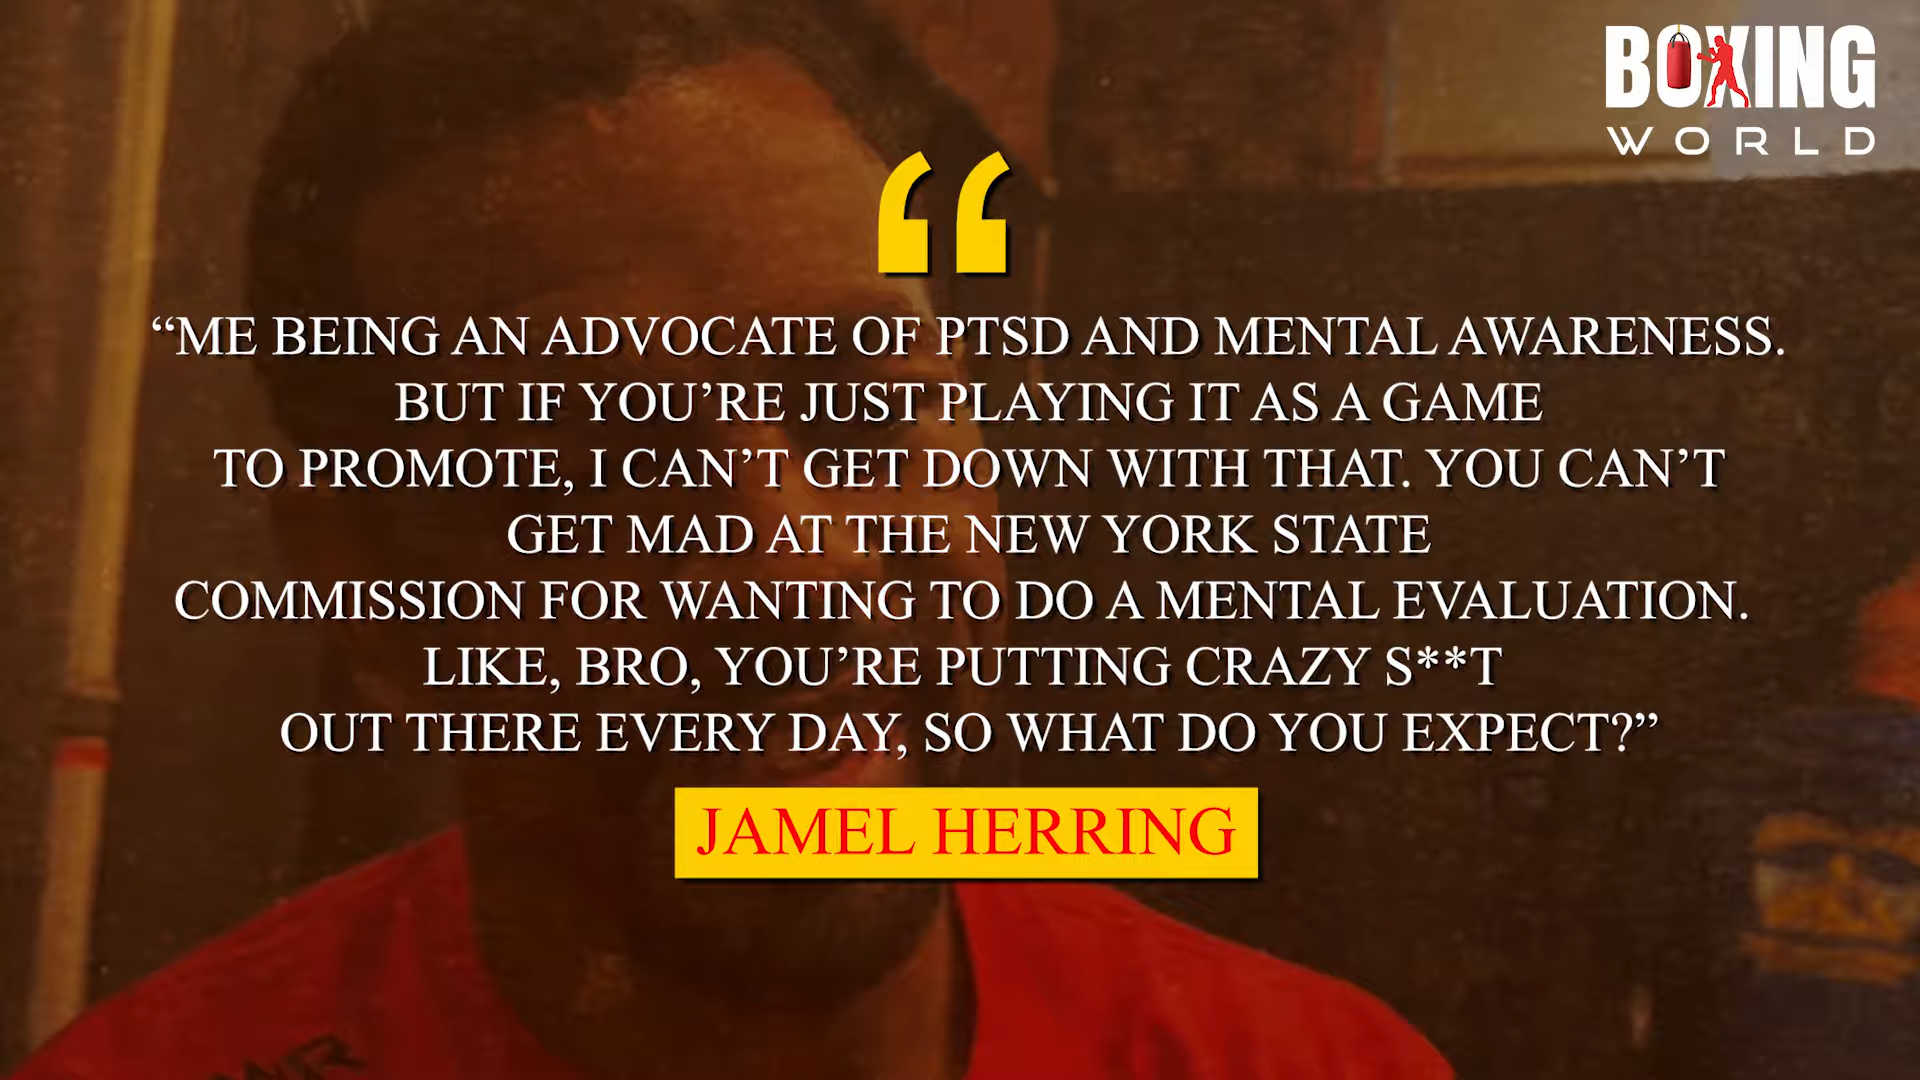 BOXING
WORLD
“
“ME BEING AN ADVOCATE OF PTSD AND MENTAL AWARENESS.
BUT IF YOU’RE JUST PLAYING IT AS A GAME
TO PROMOTE, I CAN’T GET DOWN WITH THAT. YOU CAN’T
GET MAD AT THE NEW YORK STATE
COMMISSION FOR WANTING TO DO A MENTAL EVALUATION.
LIKE, BRO, YOU’RE PUTTING CRAZY S**T
OUT THERE EVERY DAY, SO WHAT DO YOU EXPECT?”
JAMEL HERRING